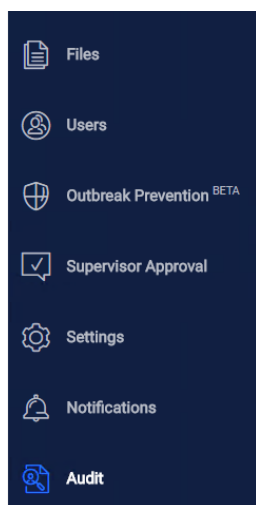 Files
Users
Outbreak Prevention BETA
Supervisor Approval
Settings
Notifications
Audit